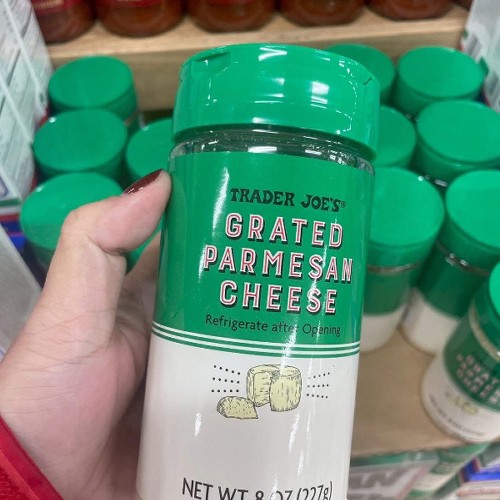 TRADER JOE'S®
GRATED
PARMESAN
CHEESE
Refrigerate after Opening
NET WT. 8 OZ (227g)